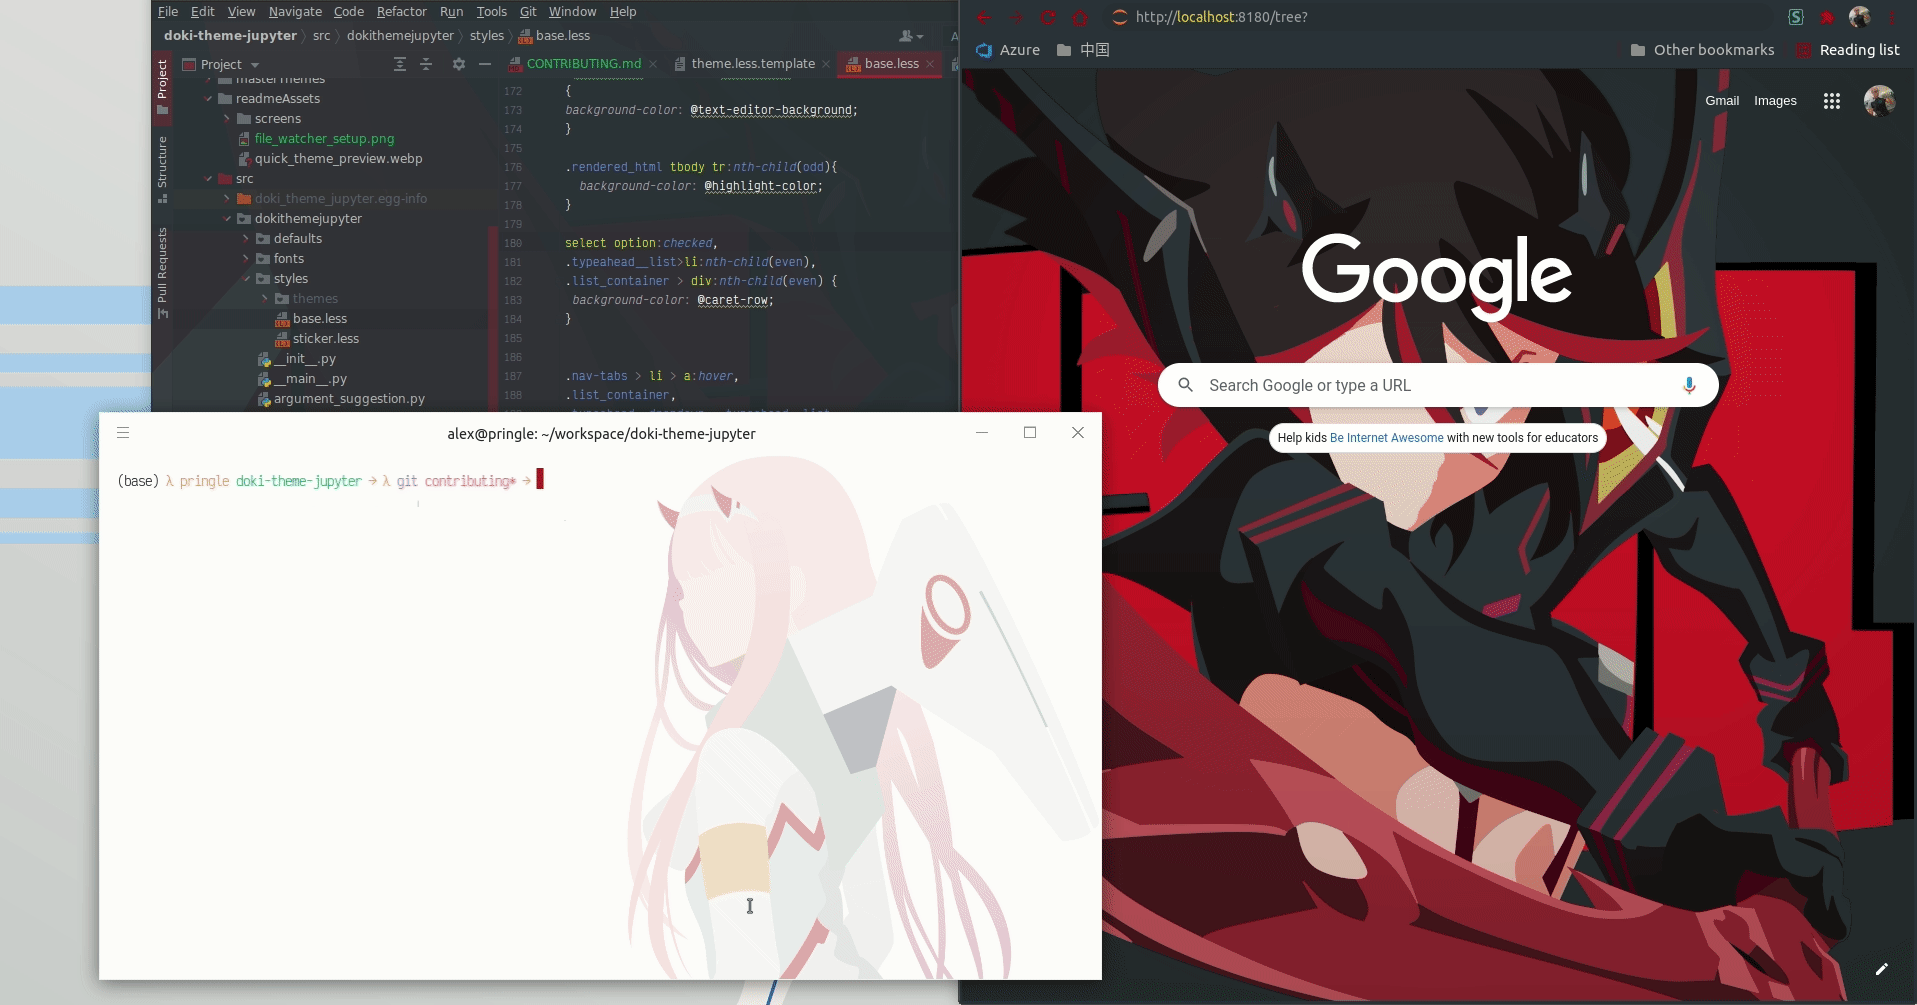 File Edit View Navigate Code Refactor Run Tools Git Window Help
doki-theme-jupyter src dokithemejupyter styles base.less
Project
CONTRIBUTING.md theme.less.template base.less
Project
Structure
Pull Requests
masterThemes
readmeAssets
screens
file_watcher_setup.png
quick_theme_preview.webp
src
doki_theme_jupyter.egg-info
dokithemejupyter
defaults
fonts
styles
themes
base.less
sticker.less
__init__.py
__main__.py
argument_suggestion.py
172 {
173 background-color: @text-editor-background;
174 }
175
176 .rendered_html tbody tr:nth-child(odd){
177 background-color: @highlight-color;
178 }
179
180 select option:checked,
181 .typeahead__list>li:nth-child(even),
182 .list_container > div:nth-child(even) {
183 background-color: @caret-row;
184 }
185
186
187 .nav-tabs > li > a:hover,
188 .list_container,
alex@pringle: ~/workspace/doki-theme-jupyter
(base) λ pringle doki-theme-jupyter → λ git contributing* →
http://localhost:8180/tree?
Azure 中国 Other bookmarks Reading list
Gmail Images
Google
Search Google or type a URL
Help kids Be Internet Awesome with new tools for educators